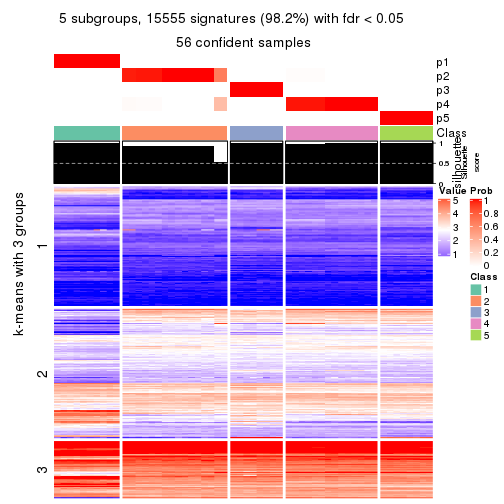 5 subgroups, 15555 signatures (98.2%) with fdr < 0.05
56 confident samples
p1
p2
p3
p4
p5
Class
1
0.5
0
silhouette
Silhouette
score
k-means with 3 groups
1
2
3
Value
5
4
3
2
1
Prob
1
0.8
0.6
0.4
0.2
0
Class
1
2
3
4
5